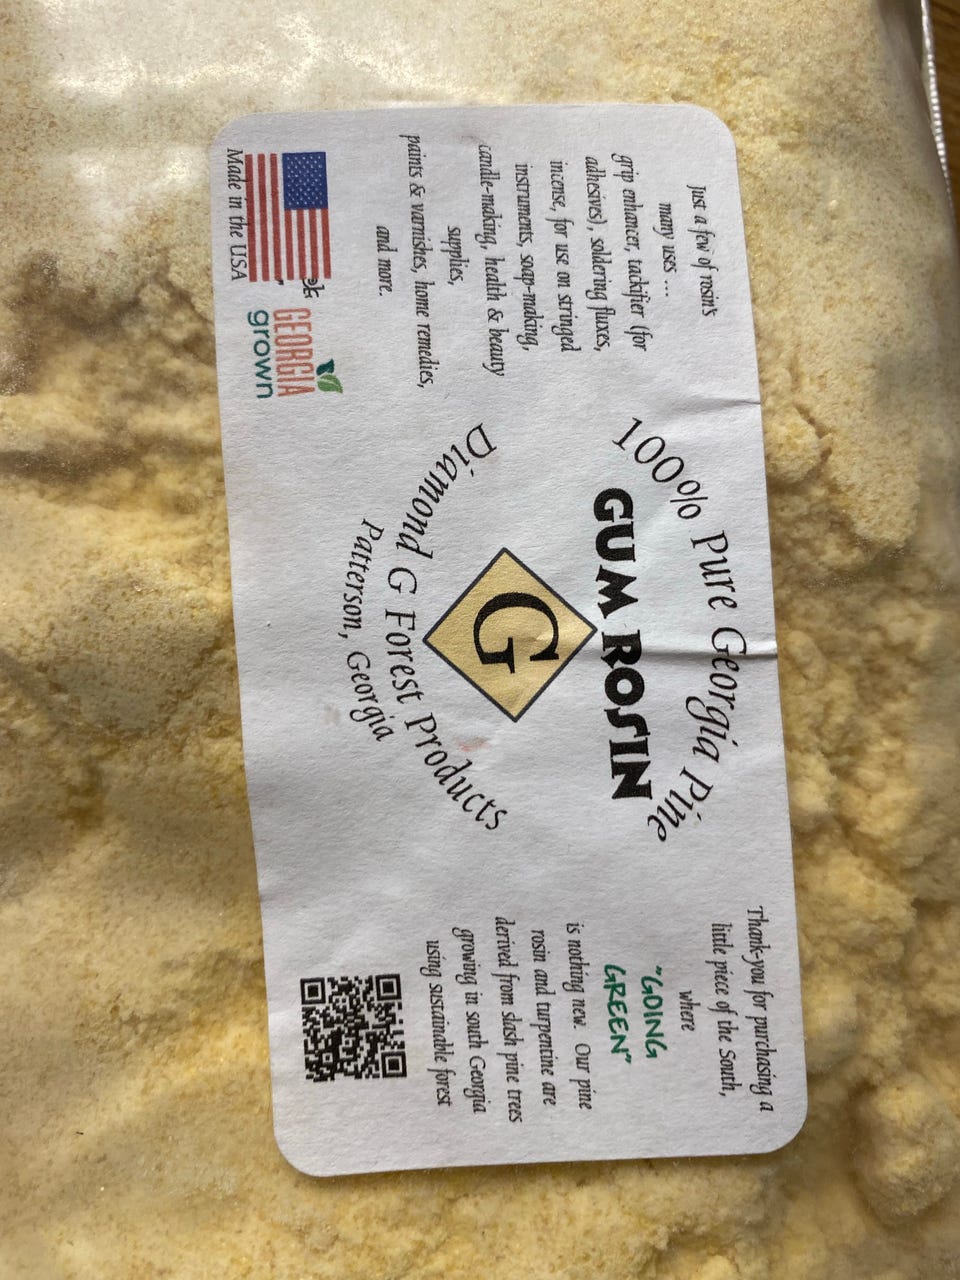 Just a few of rosin's
many uses ...
grip enhancer, tackifier (for
adhesives), soldering fluxes,
incense, for use on stringed
instruments, soap-making,
candle-making, health & beauty
supplies,
paints & varnishes, home remedies,
and more.
Made in the USA
GEORGIA
grown
100% Pure Georgia Pine
GUM ROSIN
G
Diamond G Forest Products
Patterson, Georgia
Thank-you for purchasing a
little piece of the South,
where
"GOING
GREEN"
is nothing new. Our pine
rosin and turpentine are
derived from slash pine trees
growing in south Georgia
using sustainable forest